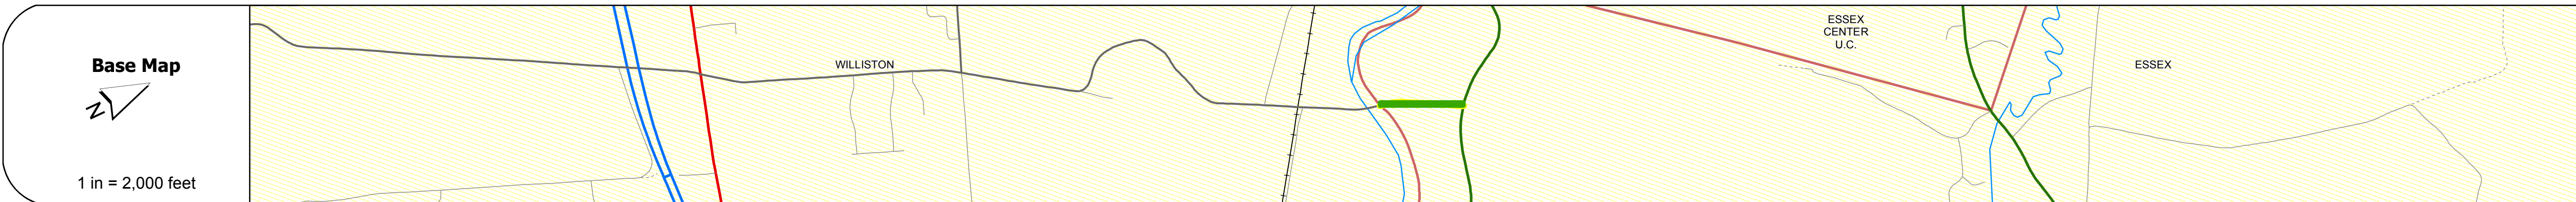 Base Map
N
1 in = 2,000 feet
WILLISTON
ESSEX
CENTER
U.C.
ESSEX